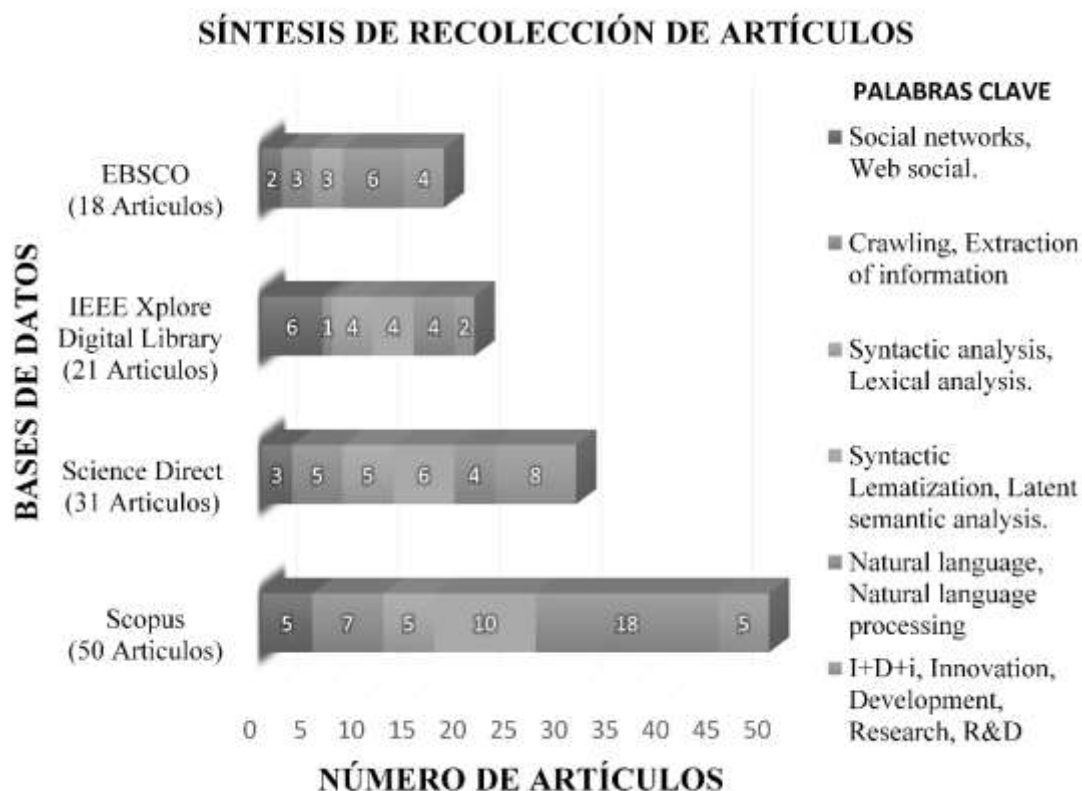 SÍNTESIS DE RECOLECCIÓN DE ARTÍCULOS
BASES DE DATOS
EBSCO
(18 Articulos)
2 3 3 6 4
IEEE Xplore
Digital Library
(21 Articulos)
6 1 4 4 4 2
Science Direct
(31 Articulos)
3 5 5 6 4 8
Scopus
(50 Articulos)
5 7 5 10 18 5
0 5 10 15 20 25 30 35 40 45 50
NÚMERO DE ARTÍCULOS
PALABRAS CLAVE
Social networks,
Web social.
Crawling, Extraction
of information
Syntactic analysis,
Lexical analysis.
Syntactic
Lematization, Latent
semantic analysis.
Natural language,
Natural language
processing
I+D+i, Innovation,
Development,
Research, R&D